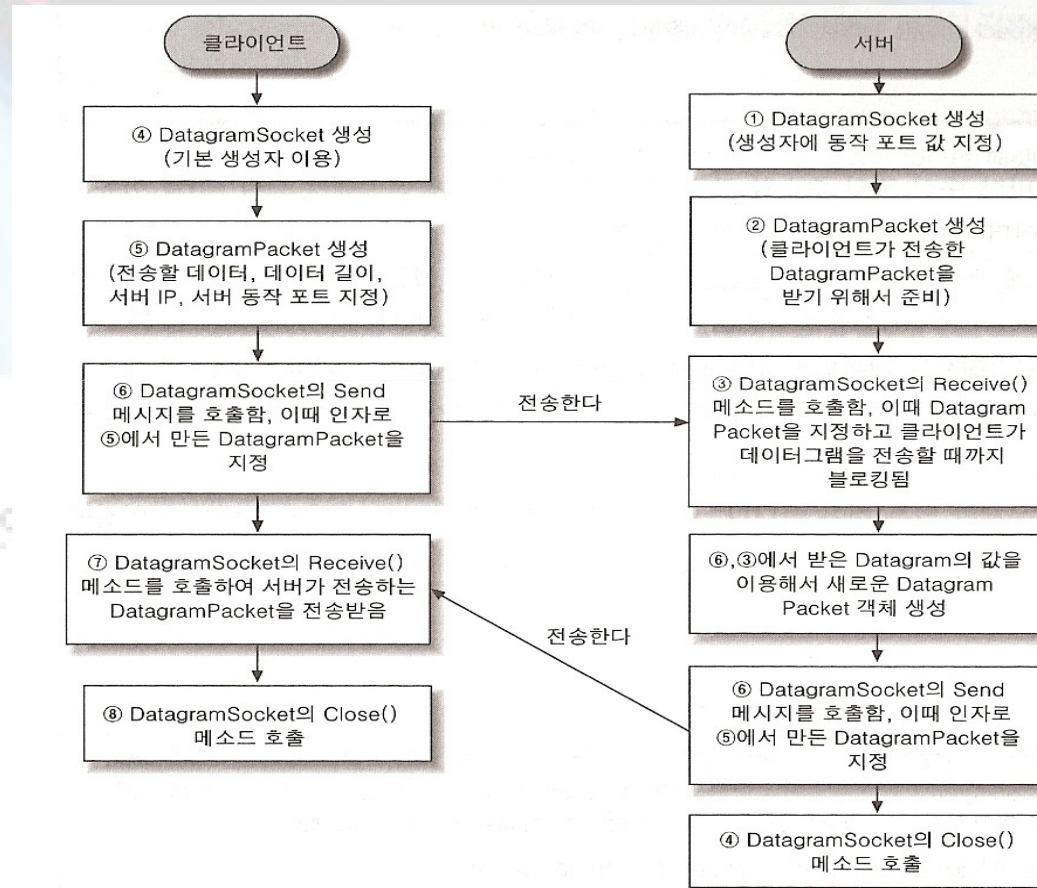 클라이언트
④ DatagramSocket 생성
(기본 생성자 이용)
⑤ DatagramPacket 생성
(전송할 데이터, 데이터 길이,
서버 IP, 서버 동작 포트 지정)
⑥ DatagramSocket의 Send
메시지를 호출함, 이때 인자로
⑤에서 만든 DatagramPacket을
지정
⑦ DatagramSocket의 Receive()
메소드를 호출하여 서버가 전송하는
DatagramPacket을 전송받음
⑧ DatagramSocket의 Close()
메소드 호출
전송한다
전송한다
서버
① DatagramSocket 생성
(생성자에 동작 포트 값 지정)
② DatagramPacket 생성
(클라이언트가 전송한
DatagramPacket을
받기 위해서 준비)
③ DatagramSocket의 Receive()
메소드를 호출함, 이때 Datagram
Packet을 지정하고 클라이언트가
데이터그램을 전송할 때까지
블로킹됨
⑥,③에서 받은 Datagram의 값을
이용해서 새로운 Datagram
Packet 객체 생성
⑥ DatagramSocket의 Send
메시지를 호출함, 이때 인자로
⑤에서 만든 DatagramPacket을
지정
④ DatagramSocket의 Close()
메소드 호출